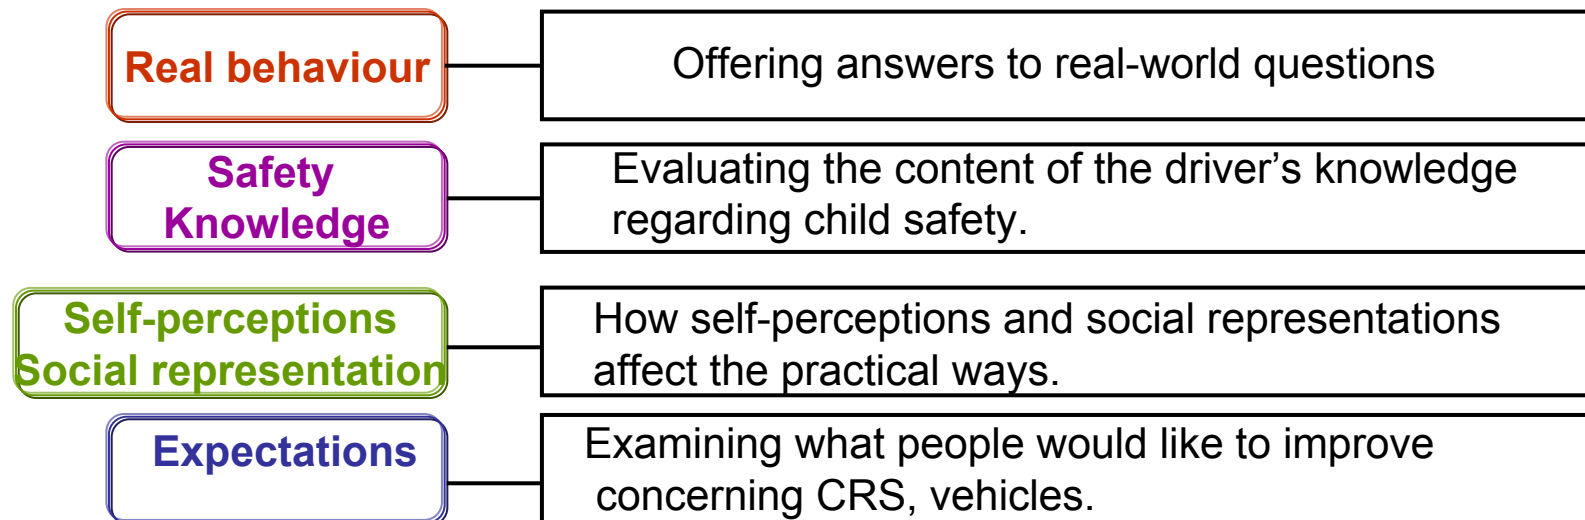 Real behaviour
Offering answers to real-world questions
Safety
Knowledge
Evaluating the content of the driver’s knowledge
regarding child safety.
Self-perceptions
Social representation
How self-perceptions and social representations
affect the practical ways.
Expectations
Examining what people would like to improve
concerning CRS, vehicles.